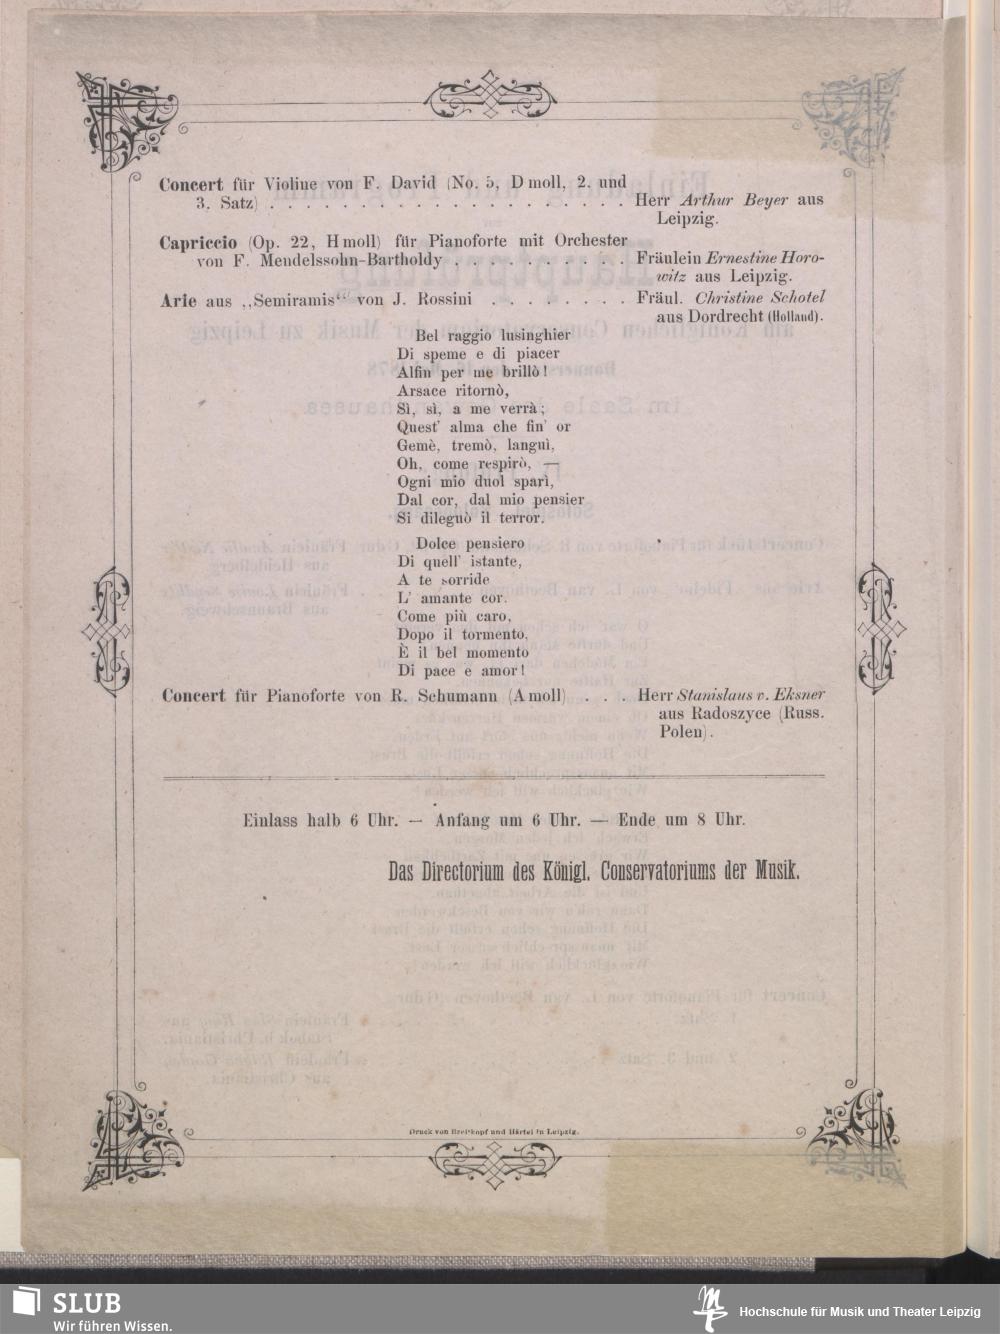 Concert für Violine von F. David (No. 5, D moll, 2. und
3. Satz) . . . . . . . . . . . . . . . . . . . . Herr Arthur Beyer aus
Leipzig.
Capriccio (Op. 22, H moll) für Pianoforte mit Orchester
von F. Mendelssohn-Bartholdy . . . . . . . . . . Fräulein Ernestine Horo-
witz aus Leipzig.
Arie aus „Semiramis“ von J. Rossini . . . . . . . . Fräul. Christine Schotel
aus Dordrecht (Holland).
Bel raggio lusinghier
Di speme e di piacer
Alfin per me brillò!
Arsace ritornò,
Sì, sì, a me verrà;
Quest' alma che fin' or
Gemè, tremò, languì,
Oh, come respirò, —
Ogni mio duol sparì,
Dal cor, dal mio pensier
Si dileguò il terror.
Dolce pensiero
Di quell' istante,
A te sorride
L' amante cor.
Come più caro,
Dopo il tormento,
È il bel momento
Di pace e amor!
Concert für Pianoforte von R. Schumann (A moll) . . . Herr Stanislaus v. Eksner
aus Radoszyce (Russ.
Polen).
Einlass halb 6 Uhr. — Anfang um 6 Uhr. — Ende um 8 Uhr.
Das Directorium des Königl. Conservatoriums der Musik.
Druck von Breitkopf und Härtel in Leipzig.
SLUB
Wir führen Wissen.
Hochschule für Musik und Theater Leipzig